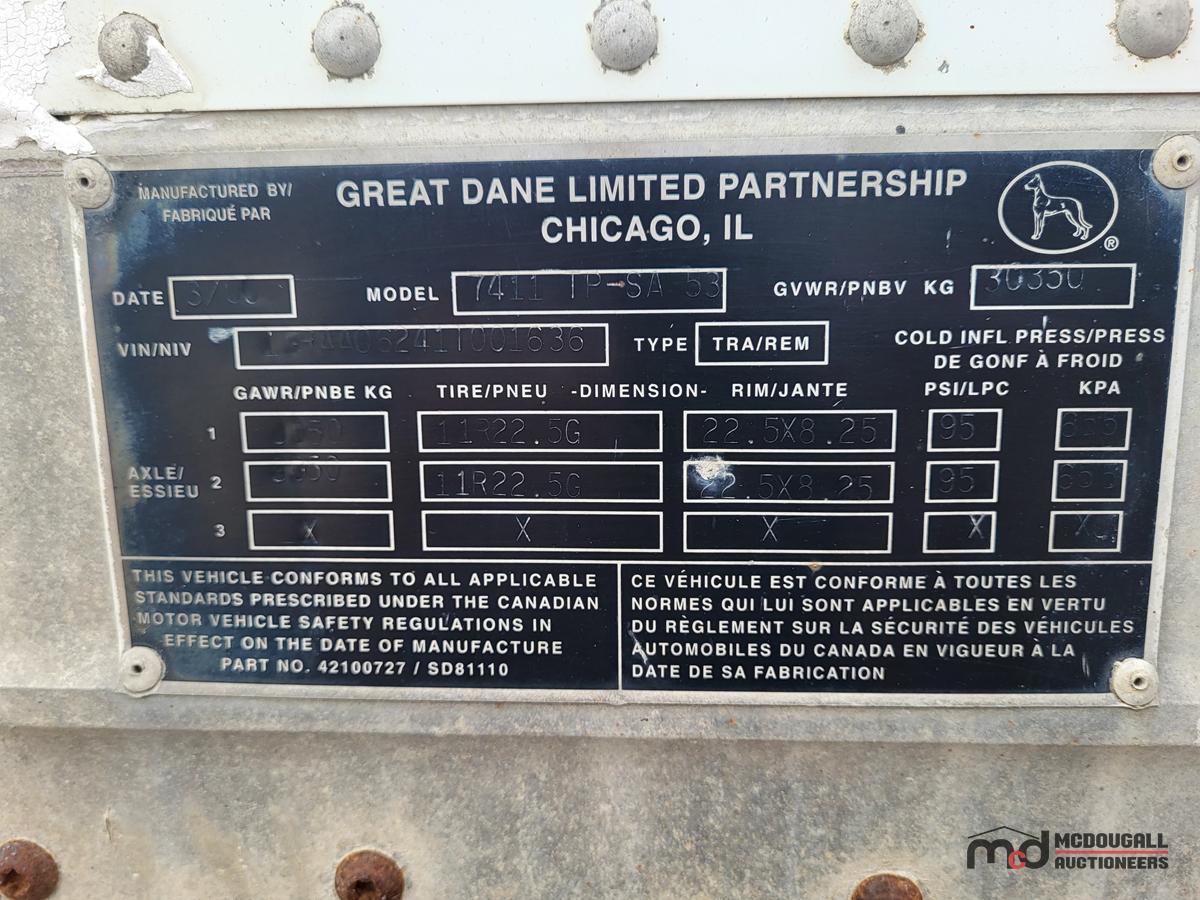 MANUFACTURED BY/
FABRIQUÉ PAR
GREAT DANE LIMITED PARTNERSHIP
CHICAGO, IL
®
DATE MODEL 7411 TP-SA 53 GVWR/PNBV KG 30350
VIN/NIV TYPE TRA/REM
COLD INFL PRESS/PRESS
DE GONF À FROID
GAWR/PNBE KG TIRE/PNEU -DIMENSION- RIM/JANTE PSI/LPC KPA
1 11R22.5G 22.5X8.25 95
AXLE/
ESSIEU
2 11R22.5G 22.5X8.25 95
3 X X X X X
THIS VEHICLE CONFORMS TO ALL APPLICABLE
STANDARDS PRESCRIBED UNDER THE CANADIAN
MOTOR VEHICLE SAFETY REGULATIONS IN
EFFECT ON THE DATE OF MANUFACTURE
PART NO. 42100727 / SD81110
CE VÉHICULE EST CONFORME À TOUTES LES
NORMES QUI LUI SONT APPLICABLES EN VERTU
DU RÈGLEMENT SUR LA SÉCURITÉ DES VÉHICULES
AUTOMOBILES DU CANADA EN VIGUEUR À LA
DATE DE SA FABRICATION
mcd MCDOUGALL
AUCTIONEERS